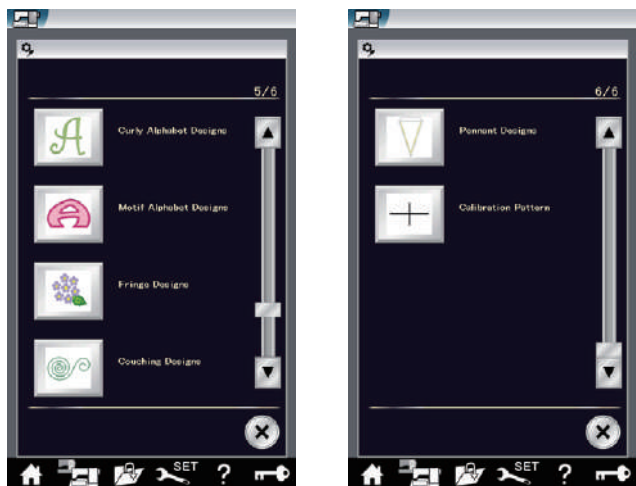 5/6
Curly Alphabet Designs
Motif Alphabet Designs
Fringe Designs
Couching Designs
SET
?
6/6
Pennant Designs
Calibration Pattern
SET
?